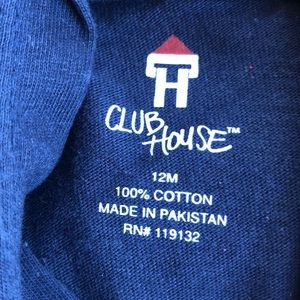 H
CLUB
HOUSE™
12M
100% COTTON
MADE IN PAKISTAN
RN# 119132